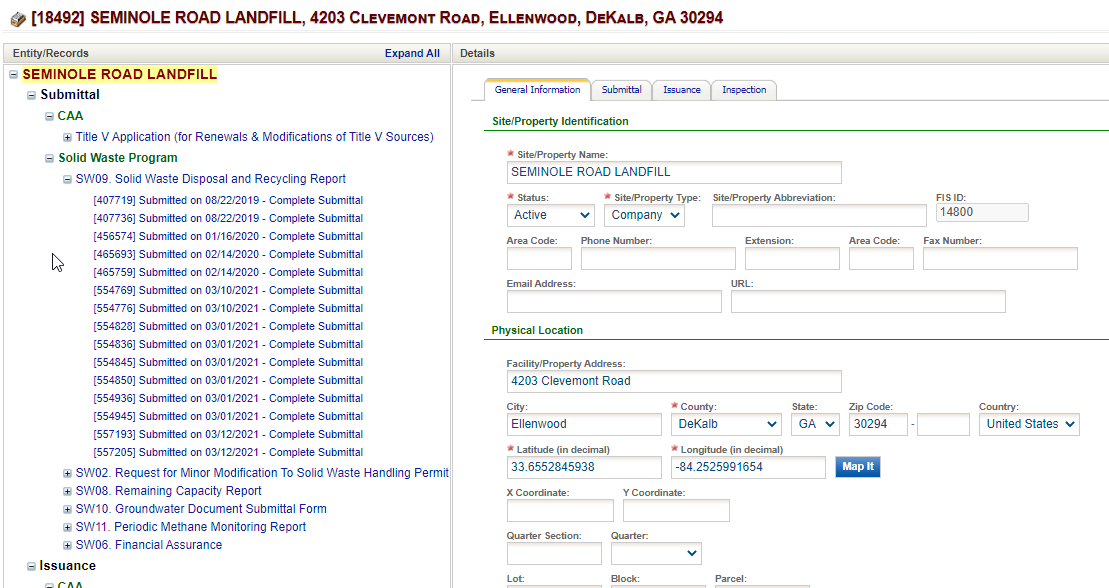 [18492] SEMINOLE ROAD LANDFILL, 4203 CLEVEMONT ROAD, ELLENWOOD, DEKALB, GA 30294
Entity/Records Expand All
SEMINOLE ROAD LANDFILL
Submittal
CAA
Title V Application (for Renewals & Modifications of Title V Sources)
Solid Waste Program
SW09. Solid Waste Disposal and Recycling Report
[407719] Submitted on 08/22/2019 - Complete Submittal
[407736] Submitted on 08/22/2019 - Complete Submittal
[456574] Submitted on 01/16/2020 - Complete Submittal
[465693] Submitted on 02/14/2020 - Complete Submittal
[465759] Submitted on 02/14/2020 - Complete Submittal
[554769] Submitted on 03/10/2021 - Complete Submittal
[554776] Submitted on 03/10/2021 - Complete Submittal
[554828] Submitted on 03/01/2021 - Complete Submittal
[554836] Submitted on 03/01/2021 - Complete Submittal
[554845] Submitted on 03/01/2021 - Complete Submittal
[554850] Submitted on 03/01/2021 - Complete Submittal
[554936] Submitted on 03/01/2021 - Complete Submittal
[554945] Submitted on 03/01/2021 - Complete Submittal
[557193] Submitted on 03/12/2021 - Complete Submittal
[557205] Submitted on 03/12/2021 - Complete Submittal
SW02. Request for Minor Modification To Solid Waste Handling Permit
SW08. Remaining Capacity Report
SW10. Groundwater Document Submittal Form
SW11. Periodic Methane Monitoring Report
SW06. Financial Assurance
Issuance
CAA
Details
General Information Submittal Issuance Inspection
Site/Property Identification
* Site/Property Name:
SEMINOLE ROAD LANDFILL
* Status: * Site/Property Type: Site/Property Abbreviation: FIS ID:
Active Company 14800
Area Code: Phone Number: Extension: Area Code: Fax Number:
Email Address: URL:
Physical Location
Facility/Property Address:
4203 Clevemont Road
City: * County: State: Zip Code: Country:
Ellenwood DeKalb GA 30294 - United States
* Latitude (in decimal) * Longitude (in decimal)
33.6552845938 -84.2525991654 Map It
X Coordinate: Y Coordinate:
Quarter Section: Quarter:
Lot: Block: Parcel: